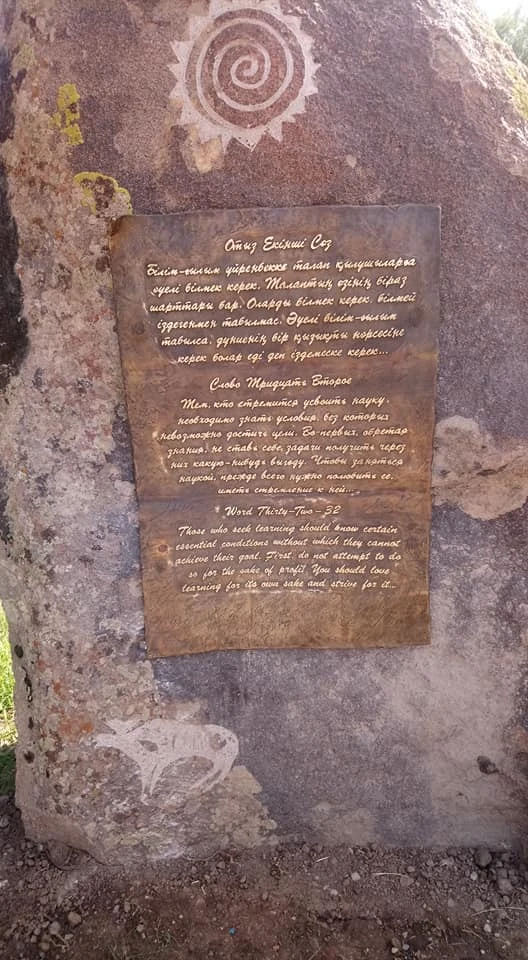 Отыз Екінші Сөз
Білім-ғылым үйренбекке талап қылушыларға
әуелі білмек керек. Талаптың өзінің біраз
шарттары бар. Оларды білмек керек, білмей
іздегенмен табылмас. Әуелі білім-ғылым
табылса, дүниенің бір қызықты нәрсесіне
керек болар еді деп іздемеске керек...
Слово Тридцать Второе
Тем, кто стремится усвоить науку,
необходимо знать условия, без которых
невозможно достичь цели. Во-первых, обретая
знания, не ставь себе, задачи получить через
них какую-нибудь выгоду. Чтобы заняться
наукой, прежде всего нужно полюбить ее,
иметь стремление к ней...
Word Thirty-Two - 32
Those who seek learning should know certain
essential conditions without which they cannot
achieve their goal. First, do not attempt to do
so for the sake of profit. You should love
learning for its own sake and strive for it...